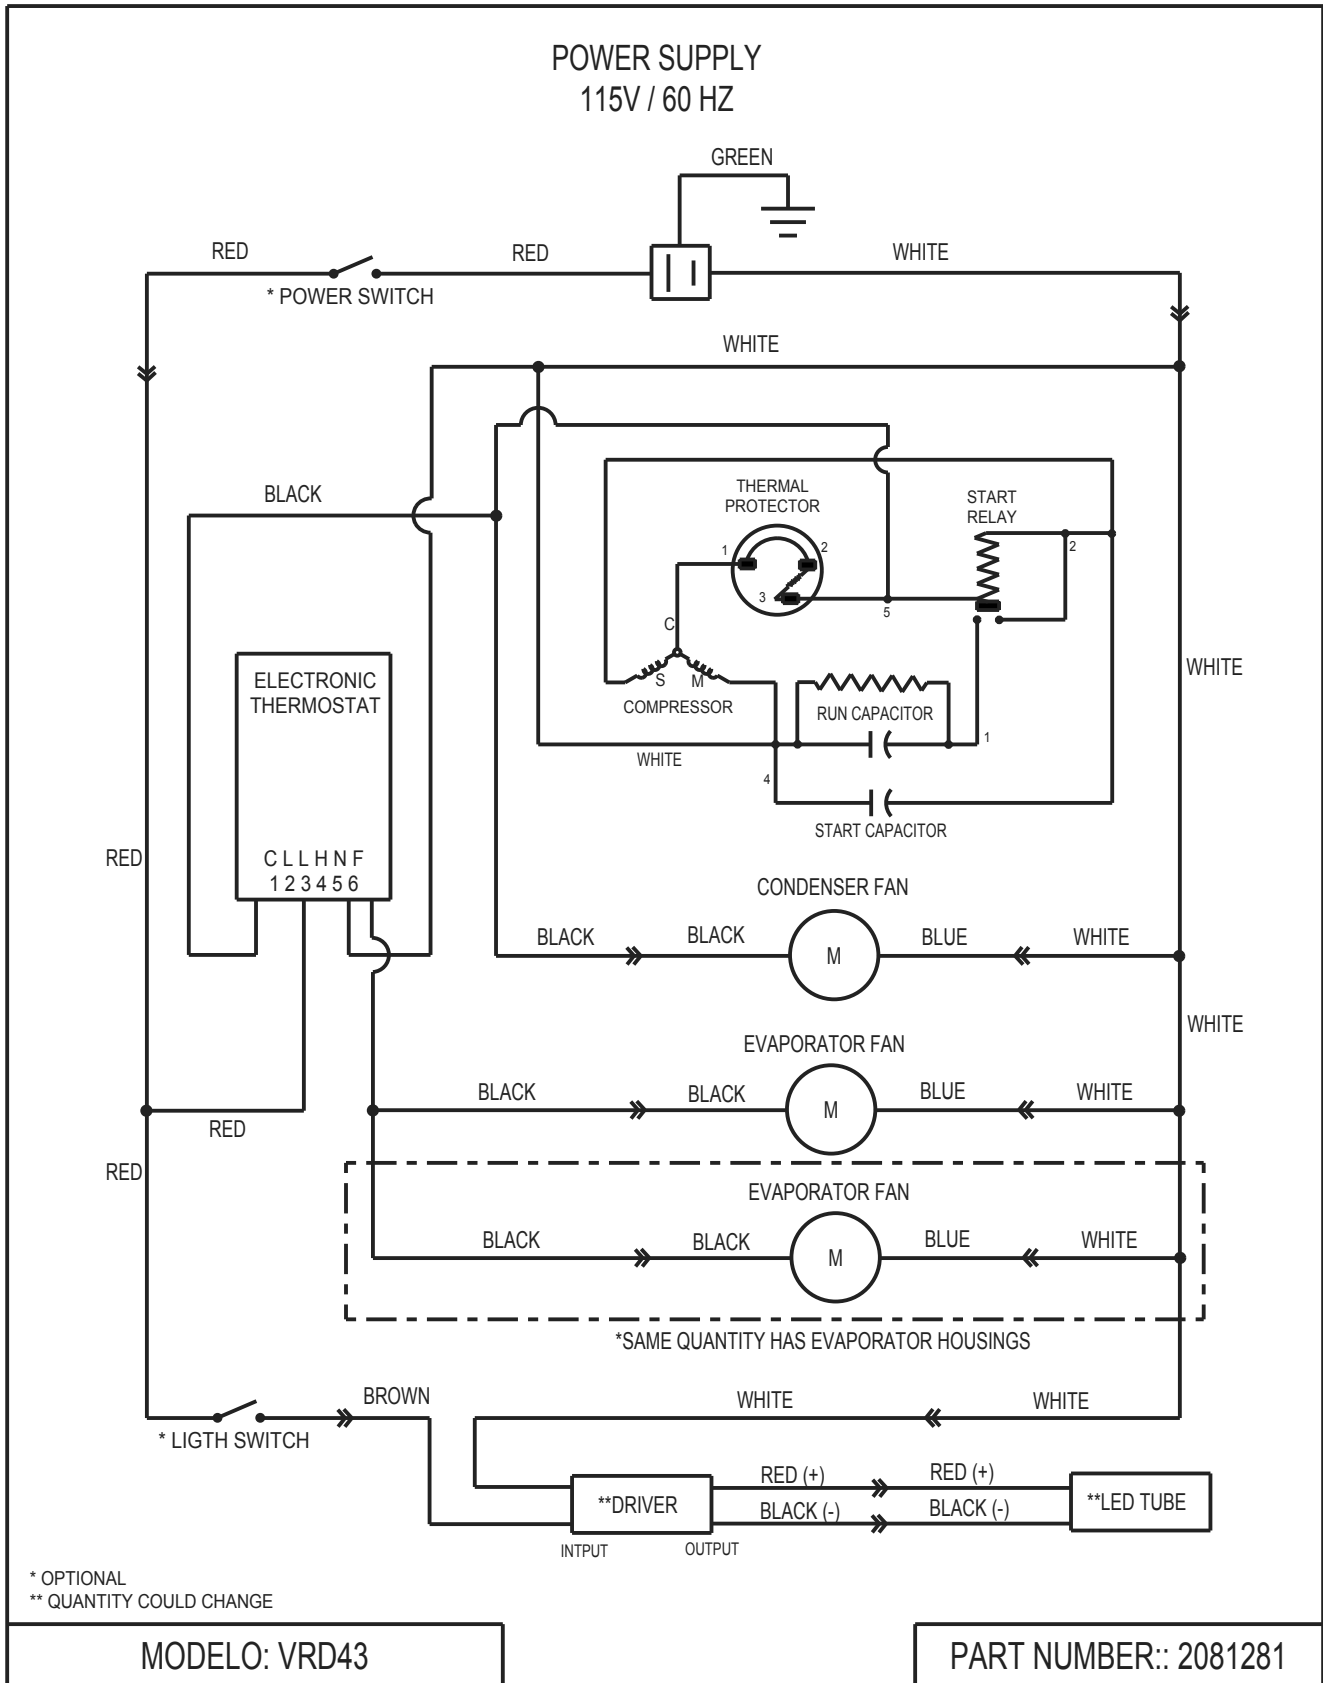 POWER SUPPLY
115V / 60 HZ
GREEN
RED
RED
WHITE
* POWER SWITCH
WHITE
BLACK
THERMAL
PROTECTOR
START
RELAY
1
2
2
3
5
C
S
M
COMPRESSOR
RUN CAPACITOR
1
WHITE
4
START CAPACITOR
WHITE
ELECTRONIC
THERMOSTAT
C L L H N F
1 2 3 4 5 6
RED
CONDENSER FAN
BLACK
BLACK
M
BLUE
WHITE
WHITE
EVAPORATOR FAN
BLACK
BLACK
M
BLUE
WHITE
RED
RED
EVAPORATOR FAN
BLACK
BLACK
M
BLUE
WHITE
*SAME QUANTITY HAS EVAPORATOR HOUSINGS
BROWN
WHITE
WHITE
* LIGTH SWITCH
RED (+)
RED (+)
**DRIVER
**LED TUBE
BLACK (-)
BLACK (-)
INTPUT
OUTPUT
* OPTIONAL
** QUANTITY COULD CHANGE
MODELO: VRD43
PART NUMBER:: 2081281